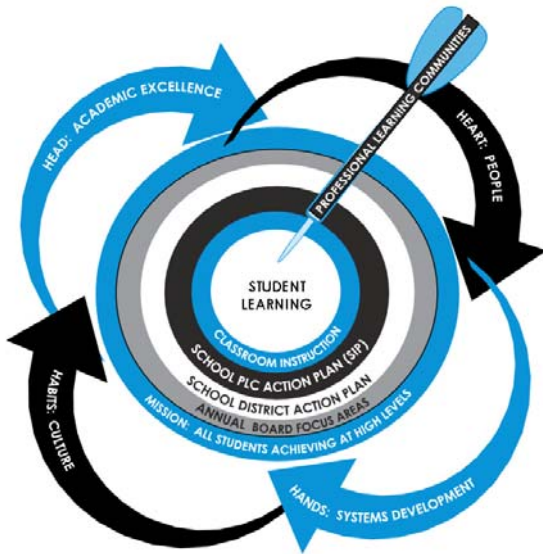 HEAD: ACADEMIC EXCELLENCE
PROFESSIONAL LEARNING COMMUNITIES
HEART: PEOPLE
STUDENT
LEARNING
CLASSROOM INSTRUCTION
SCHOOL PLC ACTION PLAN (SIP)
SCHOOL DISTRICT ACTION PLAN
ANNUAL BOARD FOCUS AREAS
MISSION: ALL STUDENTS ACHIEVING AT HIGH LEVELS
HABITS: CULTURE
HANDS: SYSTEMS DEVELOPMENT